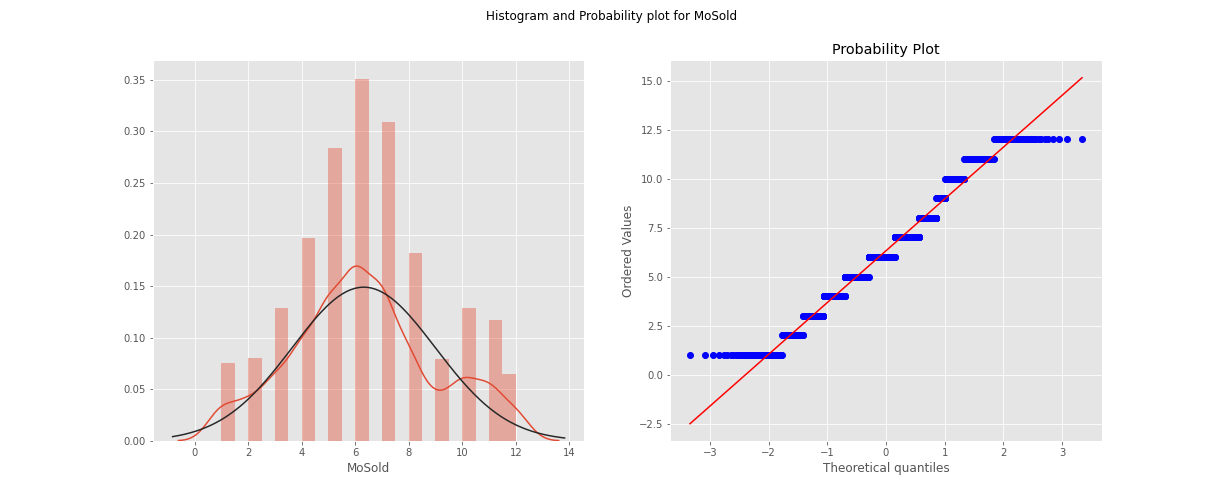 Histogram and Probability plot for MoSold
0.35
0.30
0.25
0.20
0.15
0.10
0.05
0.00
0 2 4 6 8 10 12 14
MoSold
Probability Plot
Ordered Values
15.0
12.5
10.0
7.5
5.0
2.5
0.0
−2.5
−3 −2 −1 0 1 2 3
Theoretical quantiles